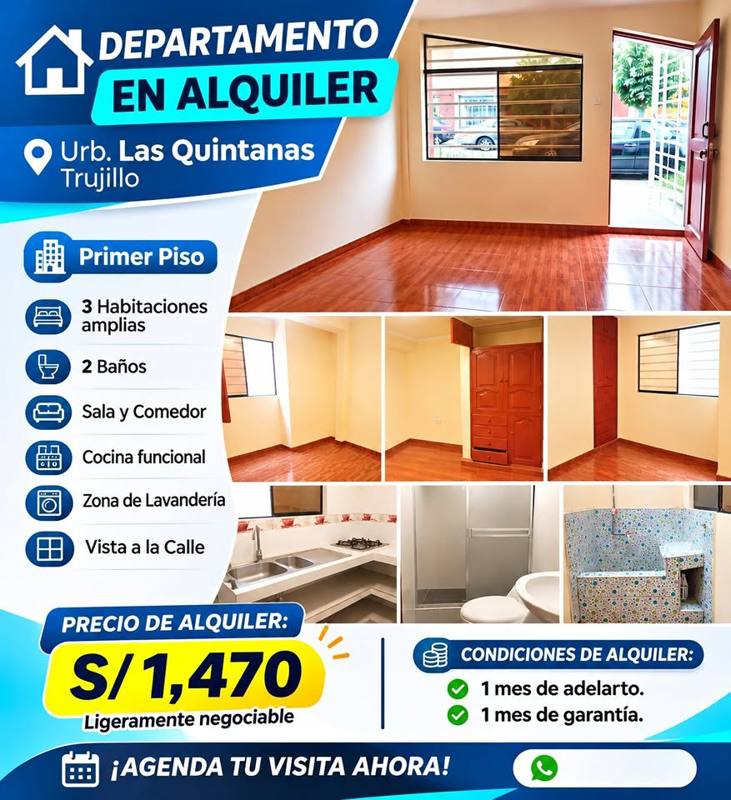 DEPARTAMENTO
EN ALQUILER
Urb. Las Quintanas
Trujillo
Primer Piso
3 Habitaciones
amplias
2 Baños
Sala y Comedor
Cocina funcional
Zona de Lavandería
Vista a la Calle
PRECIO DE ALQUILER:
S/ 1,470
Ligeramente negociable
CONDICIONES DE ALQUILER:
1 mes de adelarto.
1 mes de garantía.
¡AGENDA TU VISITA AHORA!